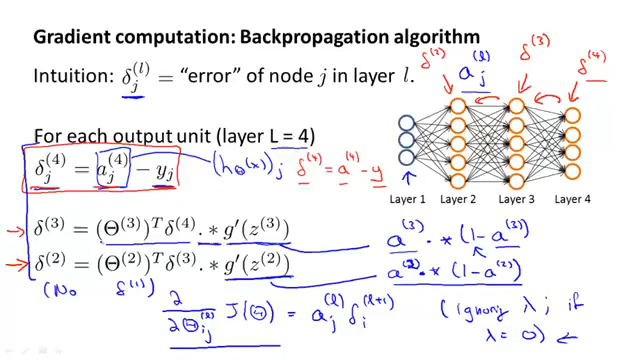 Gradient computation: Backpropagation algorithm
Intuition: δ_j^(l) = "error" of node j in layer l.
δ^(2) a_j^(l) δ^(3) δ^(4)
For each output unit (layer L = 4)
δ_j^(4) = a_j^(4) − y_j (h_Θ(x))_j δ^(4) = a^(4) − y
Layer 1 Layer 2 Layer 3 Layer 4
δ^(3) = (Θ^(3))^T δ^(4) .∗ g′(z^(3)) a^(3) .* (1−a^(3))
δ^(2) = (Θ^(2))^T δ^(3) .∗ g′(z^(2)) a^(2) .* (1−a^(2))
(No δ^(1))
∂/∂Θ_ij^(l) J(Θ) = a_j^(l) δ_i^(l+1) (Ignoring λ; if
λ = 0)